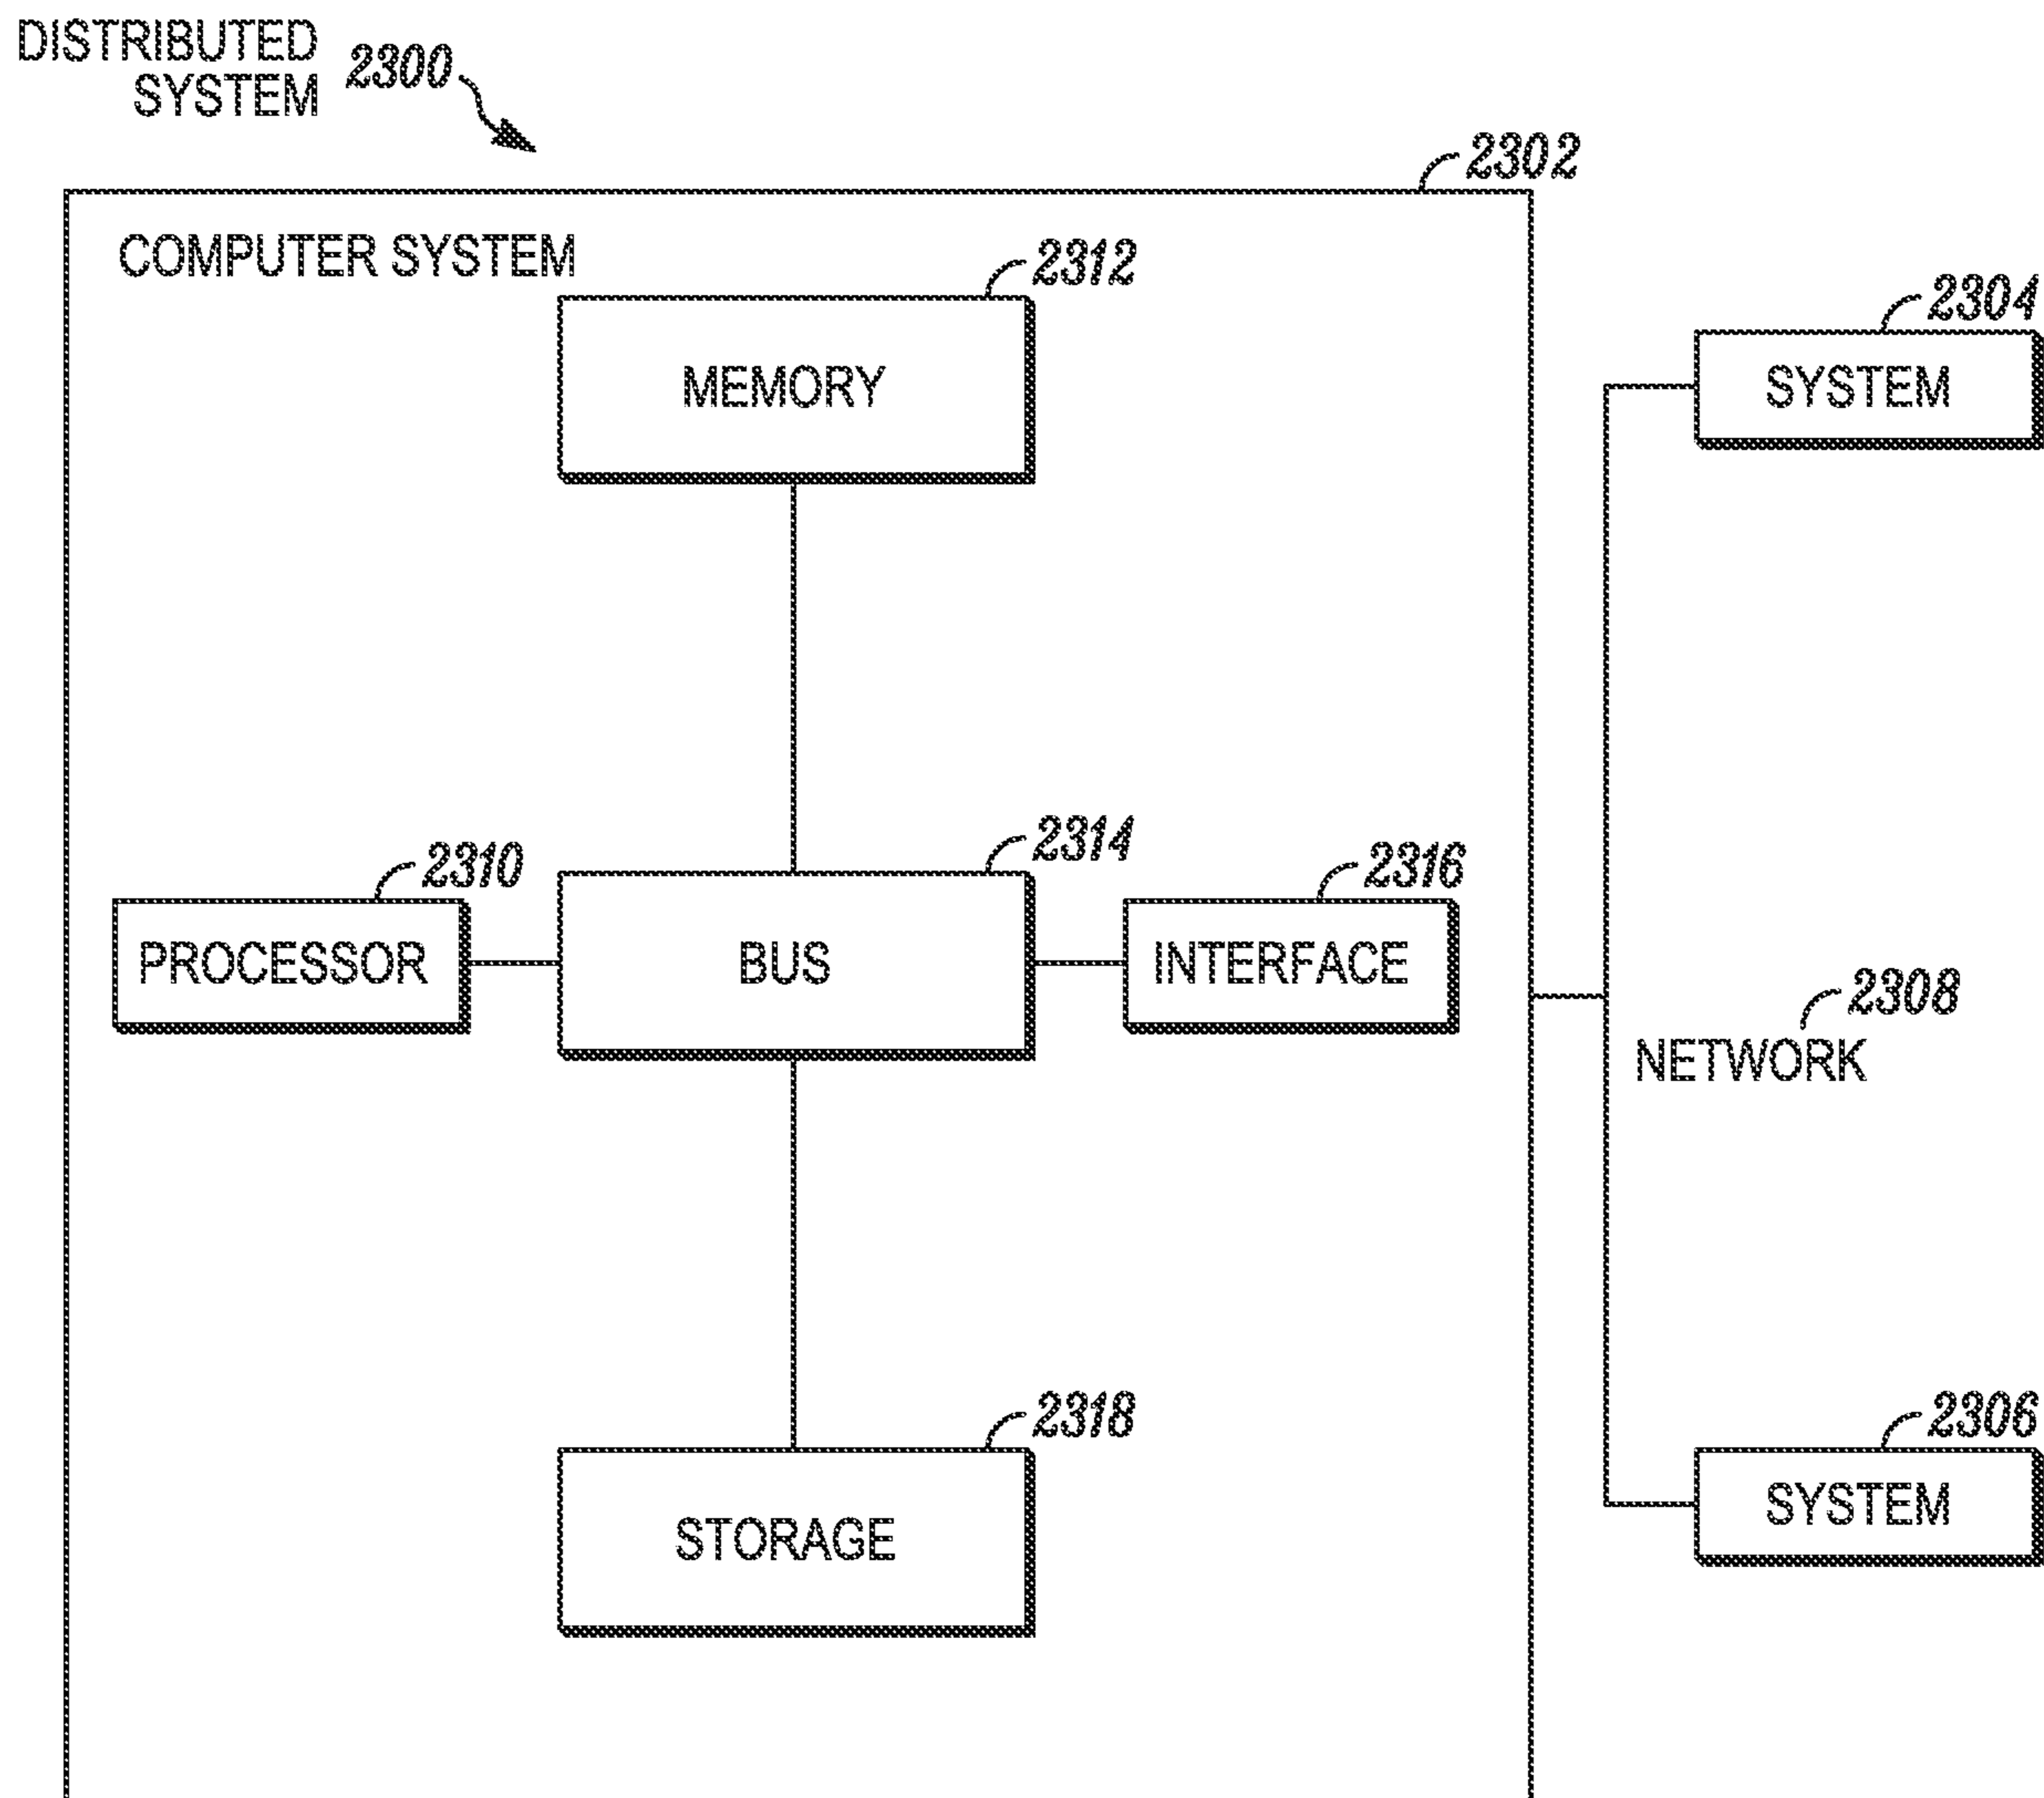 DISTRIBUTED
SYSTEM
2300
2302
COMPUTER SYSTEM
2312
MEMORY
2304
SYSTEM
2310
PROCESSOR
2314
BUS
2316
INTERFACE
2308
NETWORK
2318
STORAGE
2306
SYSTEM